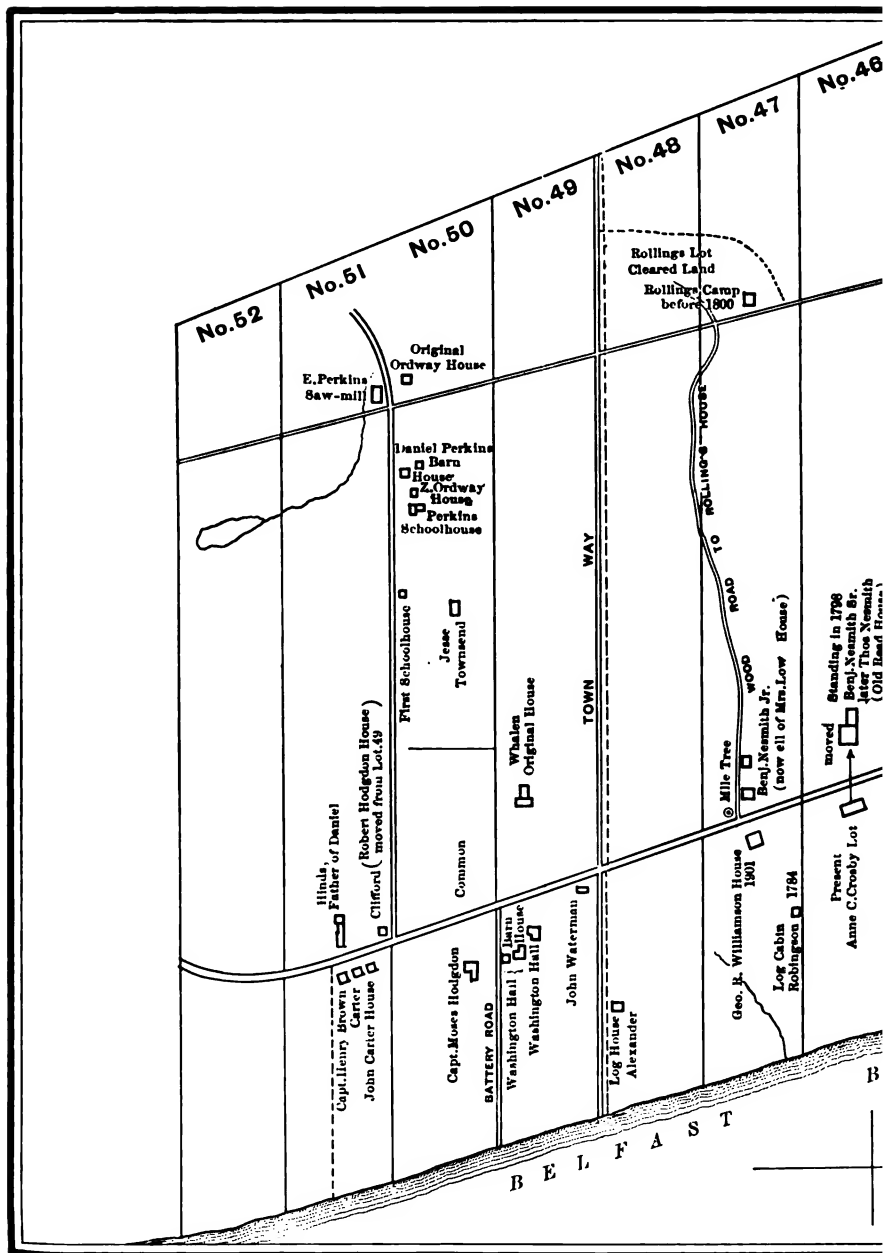 No.46
No.47
No.48
No.49
No.50
No.51
No.52
Rollings Lot
Cleared Land
Rollings Camp
before 1800
Original
Ordway House
E. Perkins
Saw-mill
Daniel Perkins
Barn
House
Z. Ordway
House
Perkins
Schoolhouse
First Schoolhouse
Jesse
Townsend
TOWN WAY
WOOD ROAD TO ROLLING'S HOUSE
Whalen
Original House
Mile Tree
Benj. Nesmith Jr.
(now ell of Mrs. Low House)
moved
Standing in 1798
Benj. Nesmith Sr.
later Thos Nesmith
(Old Read House)
Hinds,
Father of Daniel
Clifford
(Robert Hodgdon House)
moved from Lot.49
Common
Capt. Henry Brown
Carter
John Carter House
Capt. Moses Hodgdon
BATTERY ROAD
Washington Hall
Barn
House
Washington Hall
John Waterman
Log House
Alexander
Geo. R. Williamson House
1901
Log Cabin 1784
Robingson
Present
Anne C. Crosby Lot
BELFAST
B